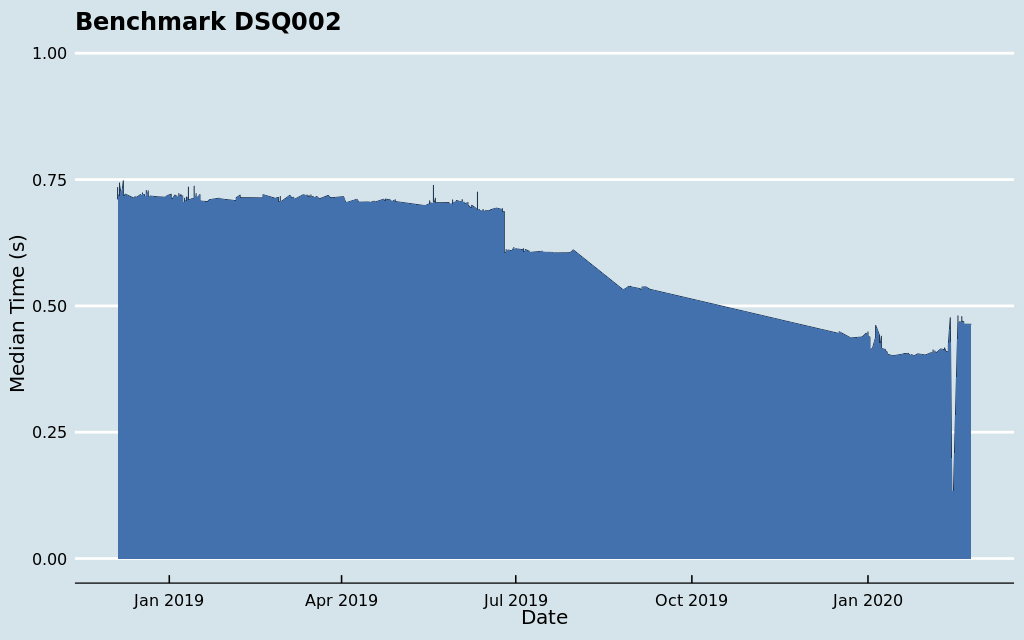 Benchmark DSQ002
1.00
0.75
0.50
0.25
0.00
Median Time (s)
Jan 2019
Apr 2019
Jul 2019
Oct 2019
Jan 2020
Date